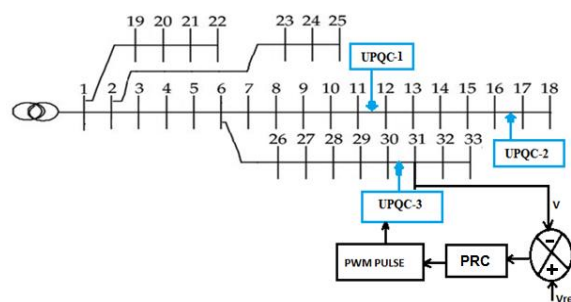 19 20 21 22
23 24 25
UPQC-1
1 2 3 4 5 6 7 8 9 10 11 12 13 14 15 16 17 18
26 27 28 29 30 31 32 33
UPQC-2
UPQC-3
V
PWM PULSE
PRC
-
+